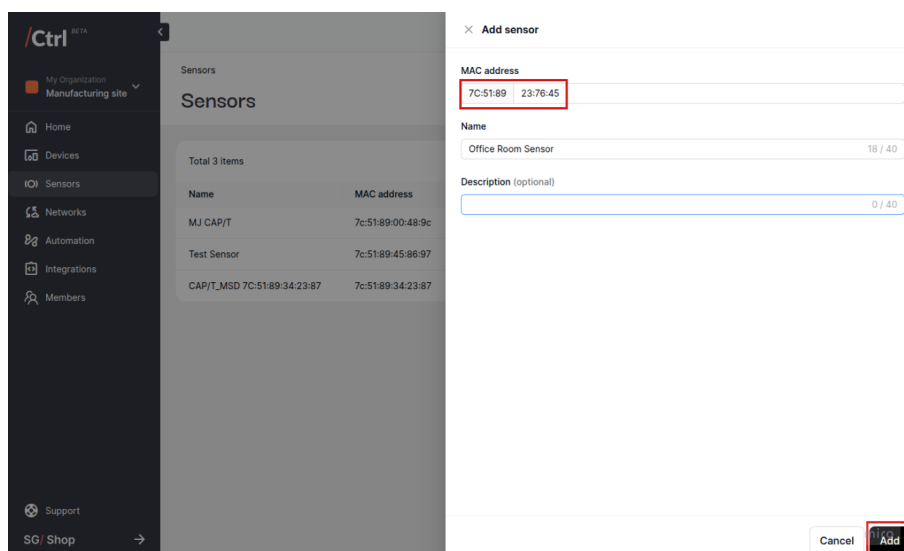 /Ctrl BETA
My Organization
Manufacturing site
Home
Devices
Sensors
Networks
Automation
Integrations
Members
Support
SG/ Shop
Sensors
Sensors
Total 3 items
Name MAC address
MJ CAP/T 7c:51:89:00:48:9c
Test Sensor 7c:51:89:45:86:97
CAP/T_MSD 7C:51:89:34:23:87 7c:51:89:34:23:87
Add sensor
MAC address
7C:51:89 23:76:45
Name
Office Room Sensor 18 / 40
Description (optional)
0 / 40
Cancel Add
miro